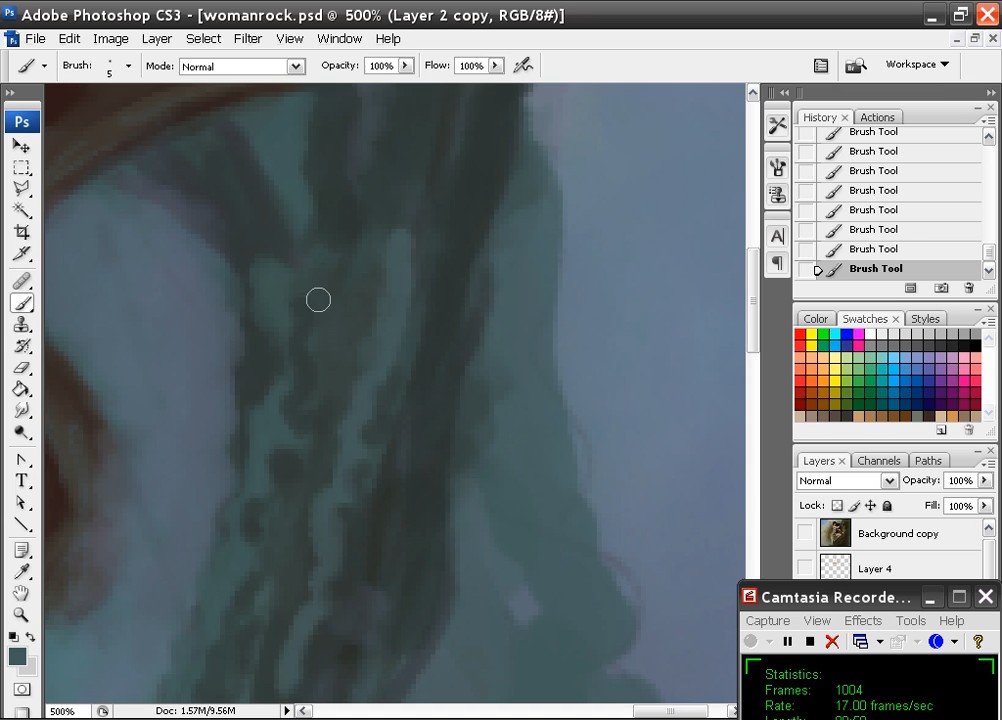 Adobe Photoshop CS3 - [womanrock.psd @ 500% (Layer 2 copy, RGB/8#)]
File Edit Image Layer Select Filter View Window Help
Brush: 5 Mode: Normal Opacity: 100% Flow: 100% Workspace
Ps
History Actions
Brush Tool
Brush Tool
Brush Tool
Brush Tool
Brush Tool
Brush Tool
Brush Tool
Brush Tool
Color Swatches Styles
Layers Channels Paths
Normal Opacity: 100%
Lock: Fill: 100%
Background copy
Layer 4
Camtasia Recorde...
Capture View Effects Tools Help
Statistics:
Frames: 1004
Rate: 17.00 frames/sec
500% Doc: 1.57M/9.56M